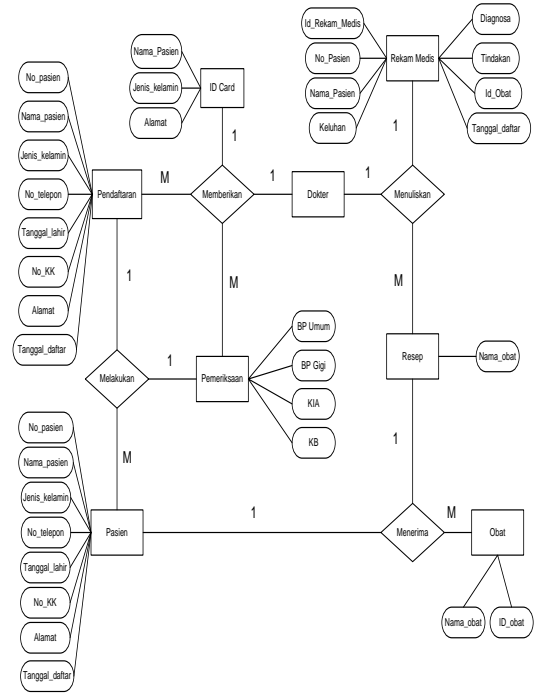 Id_Rekam_Medis
No_Pasien
Nama_Pasien
Keluhan
Rekam Medis
Diagnosa
Tindakan
Id_Obat
Tanggal_daftar
Nama_Pasien
Jenis_kelamin
Alamat
ID Card
No_pasien
Nama_pasien
Jenis_kelamin
No_telepon
Tanggal_lahir
No_KK
Alamat
Tanggal_daftar
1
1
Pendaftaran
M
Memberikan
1
Dokter
1
Menuliskan
1
M
M
Melakukan
1
Pemeriksaan
BP Umum
BP Gigi
KIA
KB
Resep
Nama_obat
M
1
No_pasien
Nama_pasien
Jenis_kelamin
No_telepon
Tanggal_lahir
No_KK
Alamat
Tanggal_daftar
Pasien
1
Menerima
M
Obat
Nama_obat
ID_obat